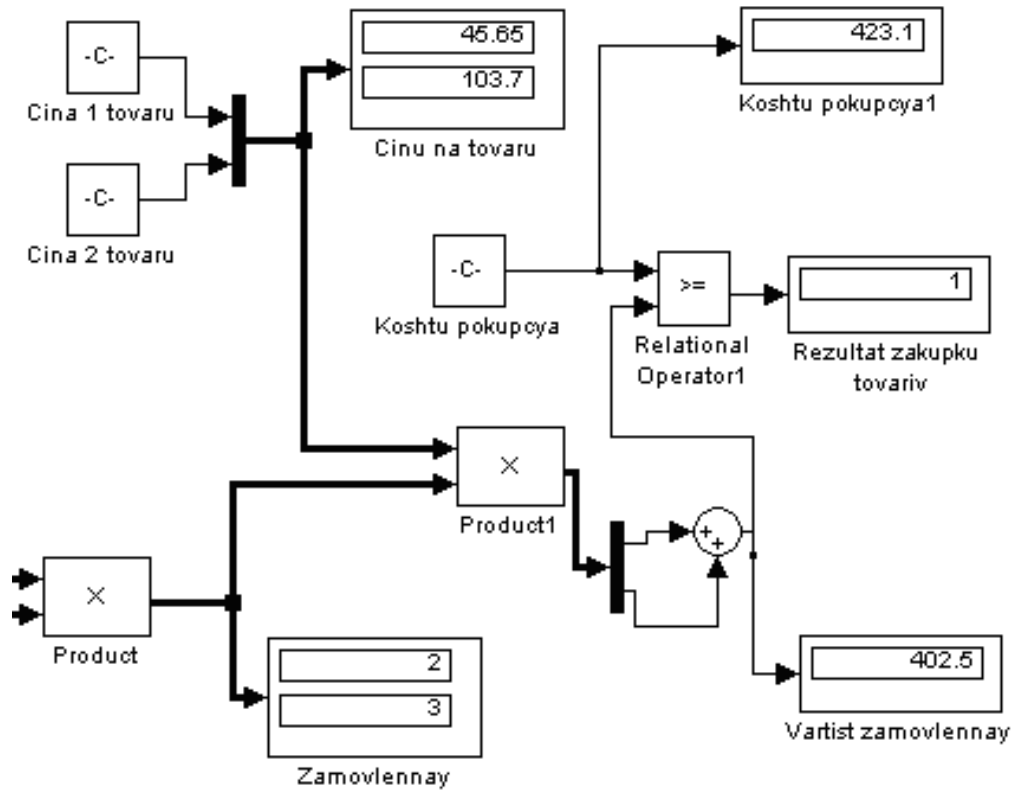 -C-
Cina 1 tovaru
-C-
Cina 2 tovaru
45.65
103.7
Cinu na tovaru
423.1
Koshtu pokupcya1
-C-
Koshtu pokupcya
>=
Relational
Operator1
1
Rezultat zakupku
tovariv
×
Product1
+
+
×
Product
2
3
Zamovlennay
402.5
Vartist zamovlennay